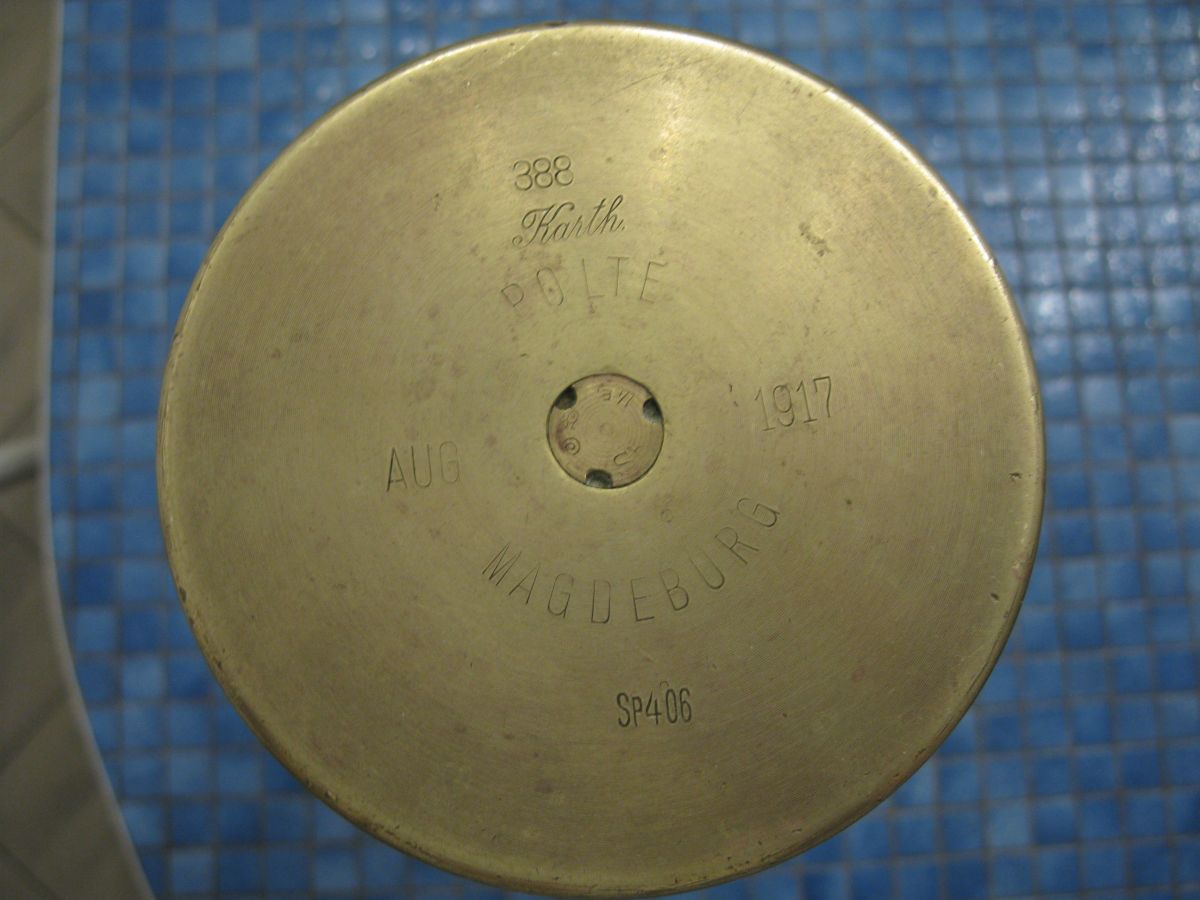 388
Karth.
POLTE
AUG 1917
MAGDEBURG
SP406